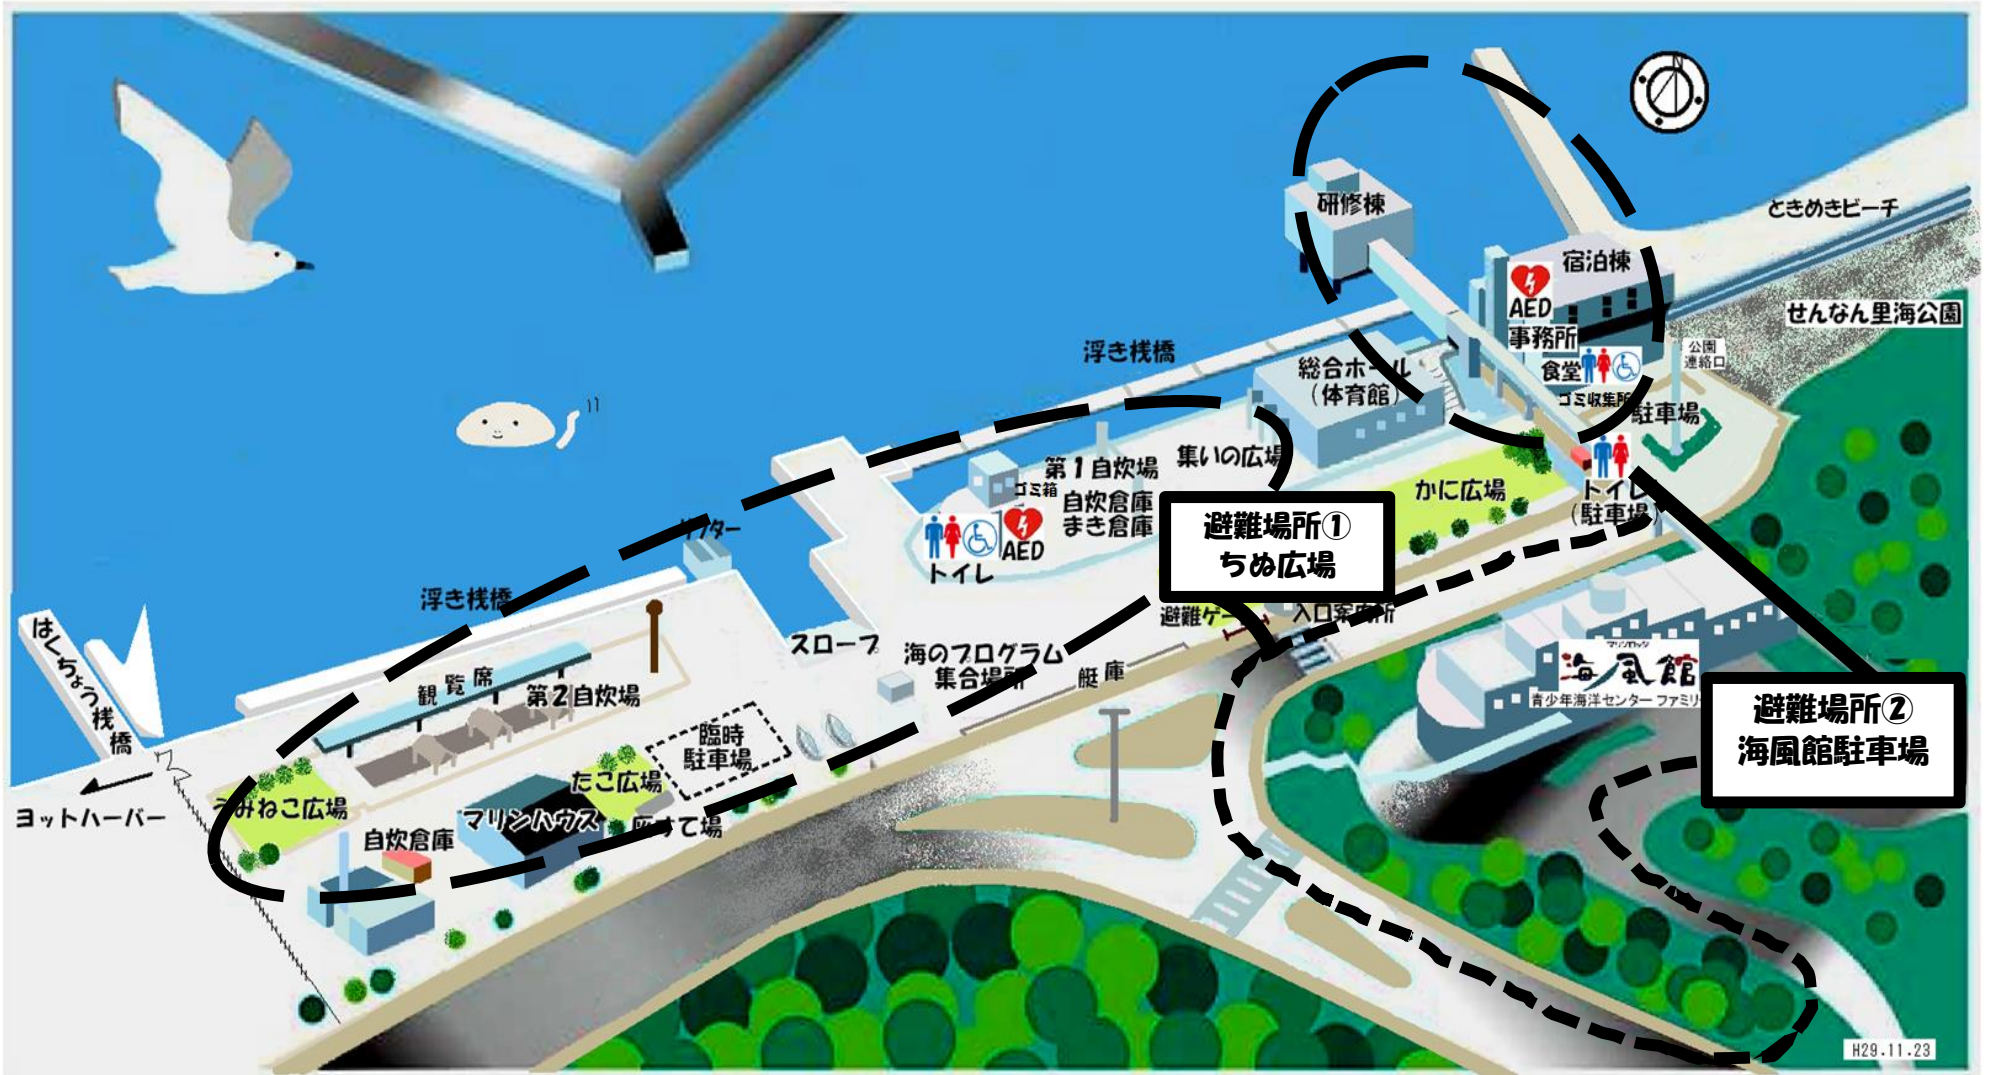 N
研修棟
ときめきビーチ
宿泊棟
AED
事務所
せんなん里海公園
公園
連絡口
食堂
ゴミ収集所
駐車場
浮き桟橋
総合ホール
(体育館)
集いの広場
第1自炊場
ゴミ箱
自炊倉庫
まき倉庫
AED
トイレ
かに広場
トイレ
(駐車場)
避難場所①
ちぬ広場
避難ゲー
入口案内所
浮き桟橋
スロープ
海のプログラム
集合場所
艇庫
はくちょう桟橋
観覧席
第2自炊場
臨時
駐車場
たこ広場
うみねこ広場
マリンハウス
灰すて場
自炊倉庫
ヨットハーバー
マリンロッジ
海風館
青少年海洋センター ファミリ
避難場所②
海風館駐車場
H29.11.23